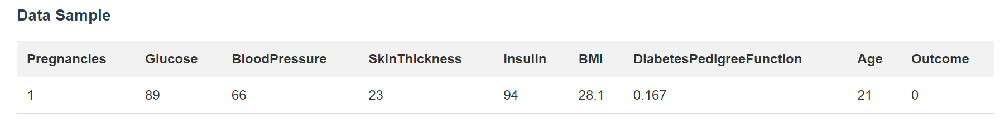 Data Sample
Pregnancies Glucose BloodPressure SkinThickness Insulin BMI DiabetesPedigreeFunction Age Outcome
1 89 66 23 94 28.1 0.167 21 0